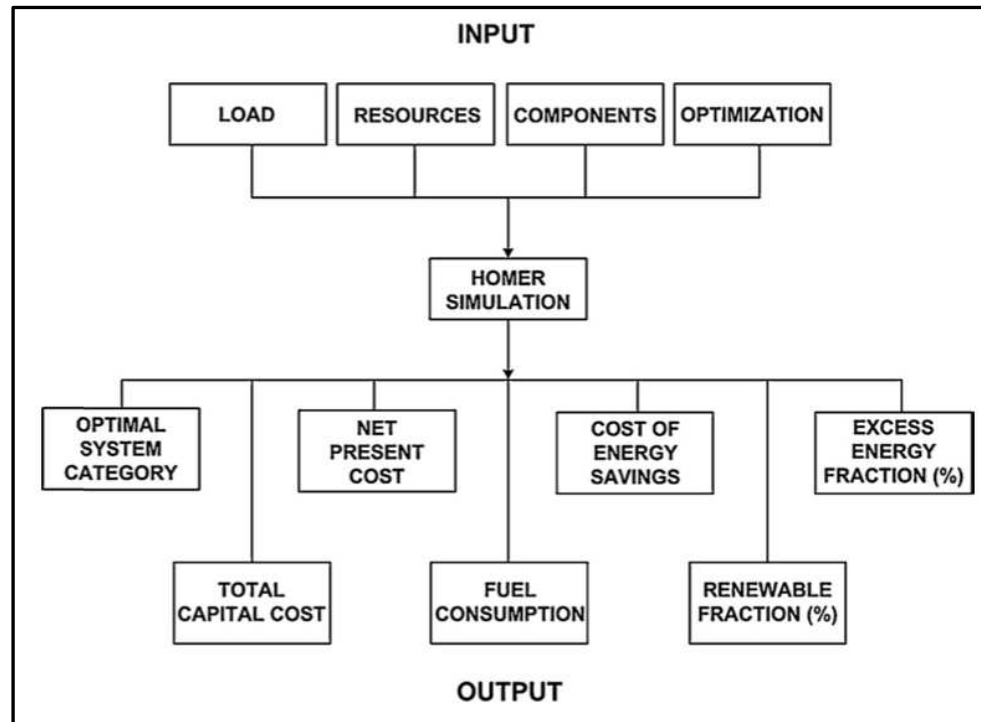 INPUT
LOAD
RESOURCES
COMPONENTS
OPTIMIZATION
HOMER
SIMULATION
OPTIMAL
SYSTEM
CATEGORY
NET
PRESENT
COST
COST OF
ENERGY
SAVINGS
EXCESS
ENERGY
FRACTION (%)
TOTAL
CAPITAL COST
FUEL
CONSUMPTION
RENEWABLE
FRACTION (%)
OUTPUT